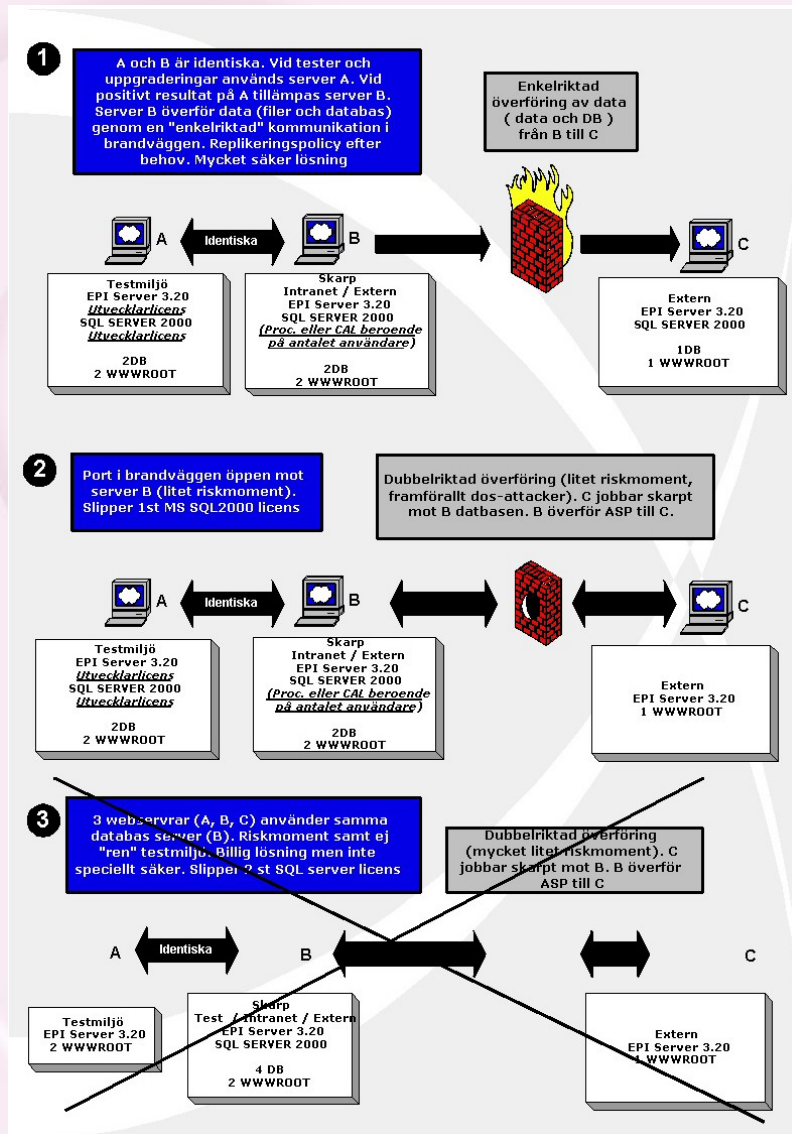 1
A och B är identiska. Vid tester och
uppgraderingar används server A. Vid
positivt resultat på A tillämpas server B.
Server B överför data (filer och databas)
genom en "enkelriktad" kommunikation i
brandväggen. Replikeringspolicy efter
behov. Mycket säker lösning
Enkelriktad
överföring av data
( data och DB )
från B till C
A
Identiska
B
C
Testmiljö
EPI Server 3.20
Utvecklarlicens
SQL SERVER 2000
Utvecklarlicens
2DB
2 WWWROOT
Skarp
Intranet / Extern
EPI Server 3.20
SQL SERVER 2000
(Proc. eller CAL beroende
på antalet användare)
2DB
2 WWWROOT
Extern
EPI Server 3.20
SQL SERVER 2000
1DB
1 WWWROOT
2
Port i brandväggen öppen mot
server B (litet riskmoment).
Slipper 1st MS SQL2000 licens
Dubbelriktad överföring (litet riskmoment,
framförallt dos-attacker). C jobbar skarpt
mot B datbasen. B överför ASP till C.
A
Identiska
B
C
Testmiljö
EPI Server 3.20
Utvecklarlicens
SQL SERVER 2000
Utvecklarlicens
2DB
2 WWWROOT
Skarp
Intranet / Extern
EPI Server 3.20
SQL SERVER 2000
(Proc. eller CAL beroende
på antalet användare)
2DB
2 WWWROOT
Extern
EPI Server 3.20
1 WWWROOT
3
3 webservrar (A, B, C) använder samma
databas server (B). Riskmoment samt ej
"ren" testmiljö. Billig lösning men inte
speciellt säker. Slipper 2 st SQL server licens
Dubbelriktad överföring
(mycket litet riskmoment). C
jobbar skarpt mot B. B överför
ASP till C
A
Identiska
B
C
Testmiljö
EPI Server 3.20
2 WWWROOT
Skarp
Test / Intranet / Extern
EPI Server 3.20
SQL SERVER 2000
4 DB
2 WWWROOT
Extern
EPI Server 3.20
1 WWWROOT